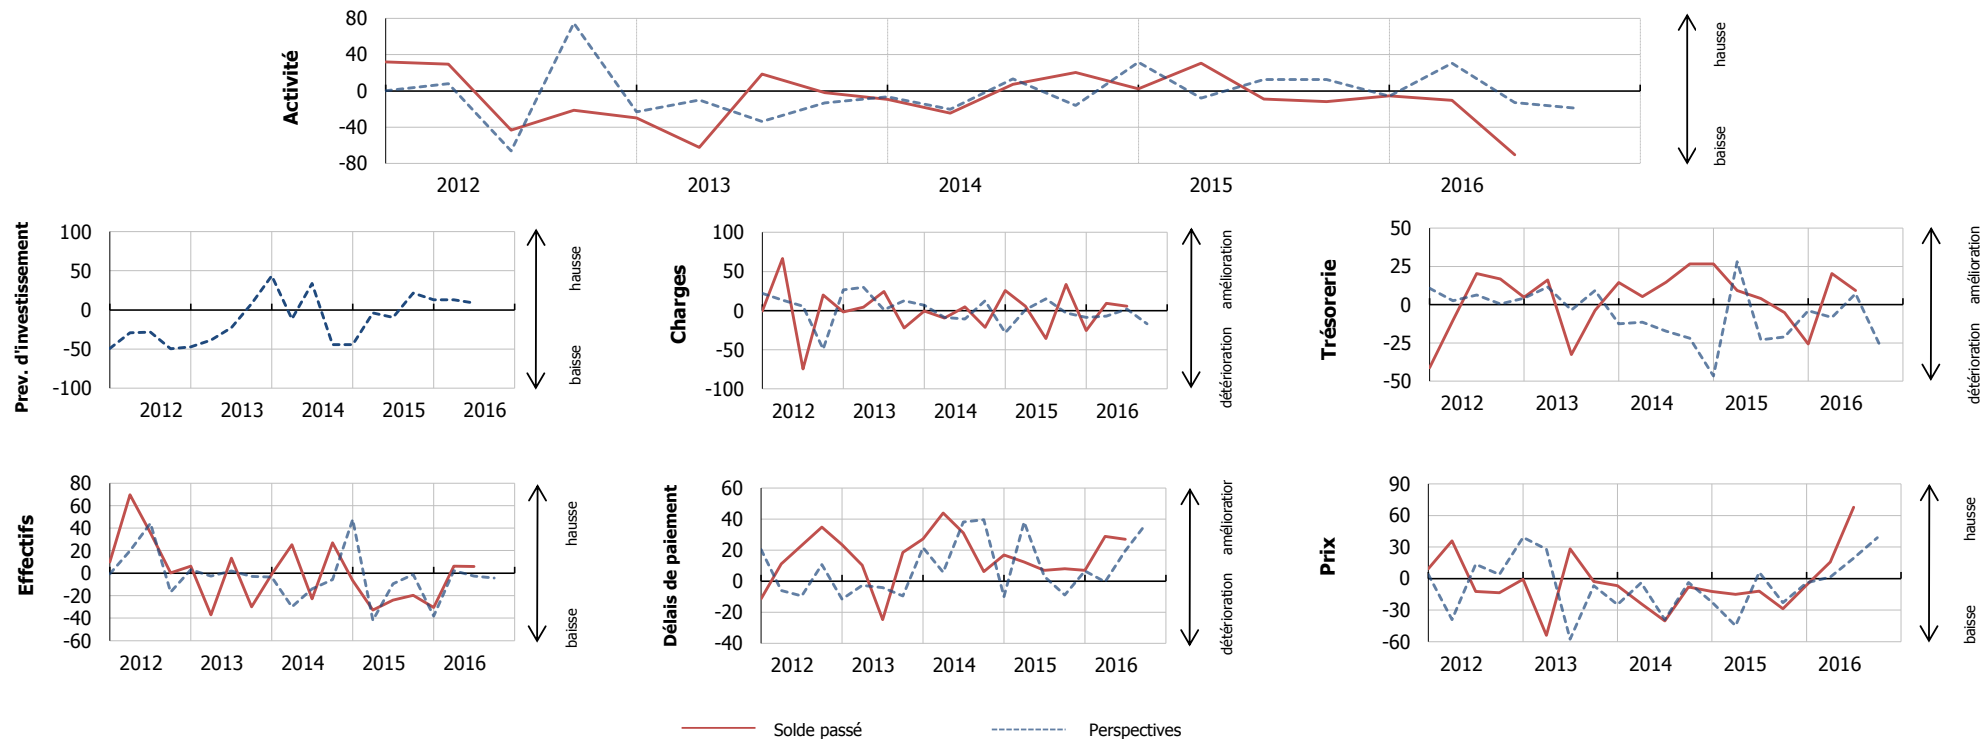 Activité
80
40
0
-40
-80
2012 2013 2014 2015 2016
hausse
baisse
Prev. d'investissement
100
50
0
-50
-100
2012 2013 2014 2015 2016
hausse
baisse
Charges
100
50
0
-50
-100
2012 2013 2014 2015 2016
amélioration
détérioration
Trésorerie
50
25
0
-25
-50
2012 2013 2014 2015 2016
amélioration
détérioration
Effectifs
80
60
40
20
0
-20
-40
-60
2012 2013 2014 2015 2016
hausse
baisse
Délais de paiement
60
40
20
0
-20
-40
2012 2013 2014 2015 2016
amélioratior
détérioration
Prix
90
60
30
0
-30
-60
2012 2013 2014 2015 2016
hausse
baisse
Solde passé Perspectives